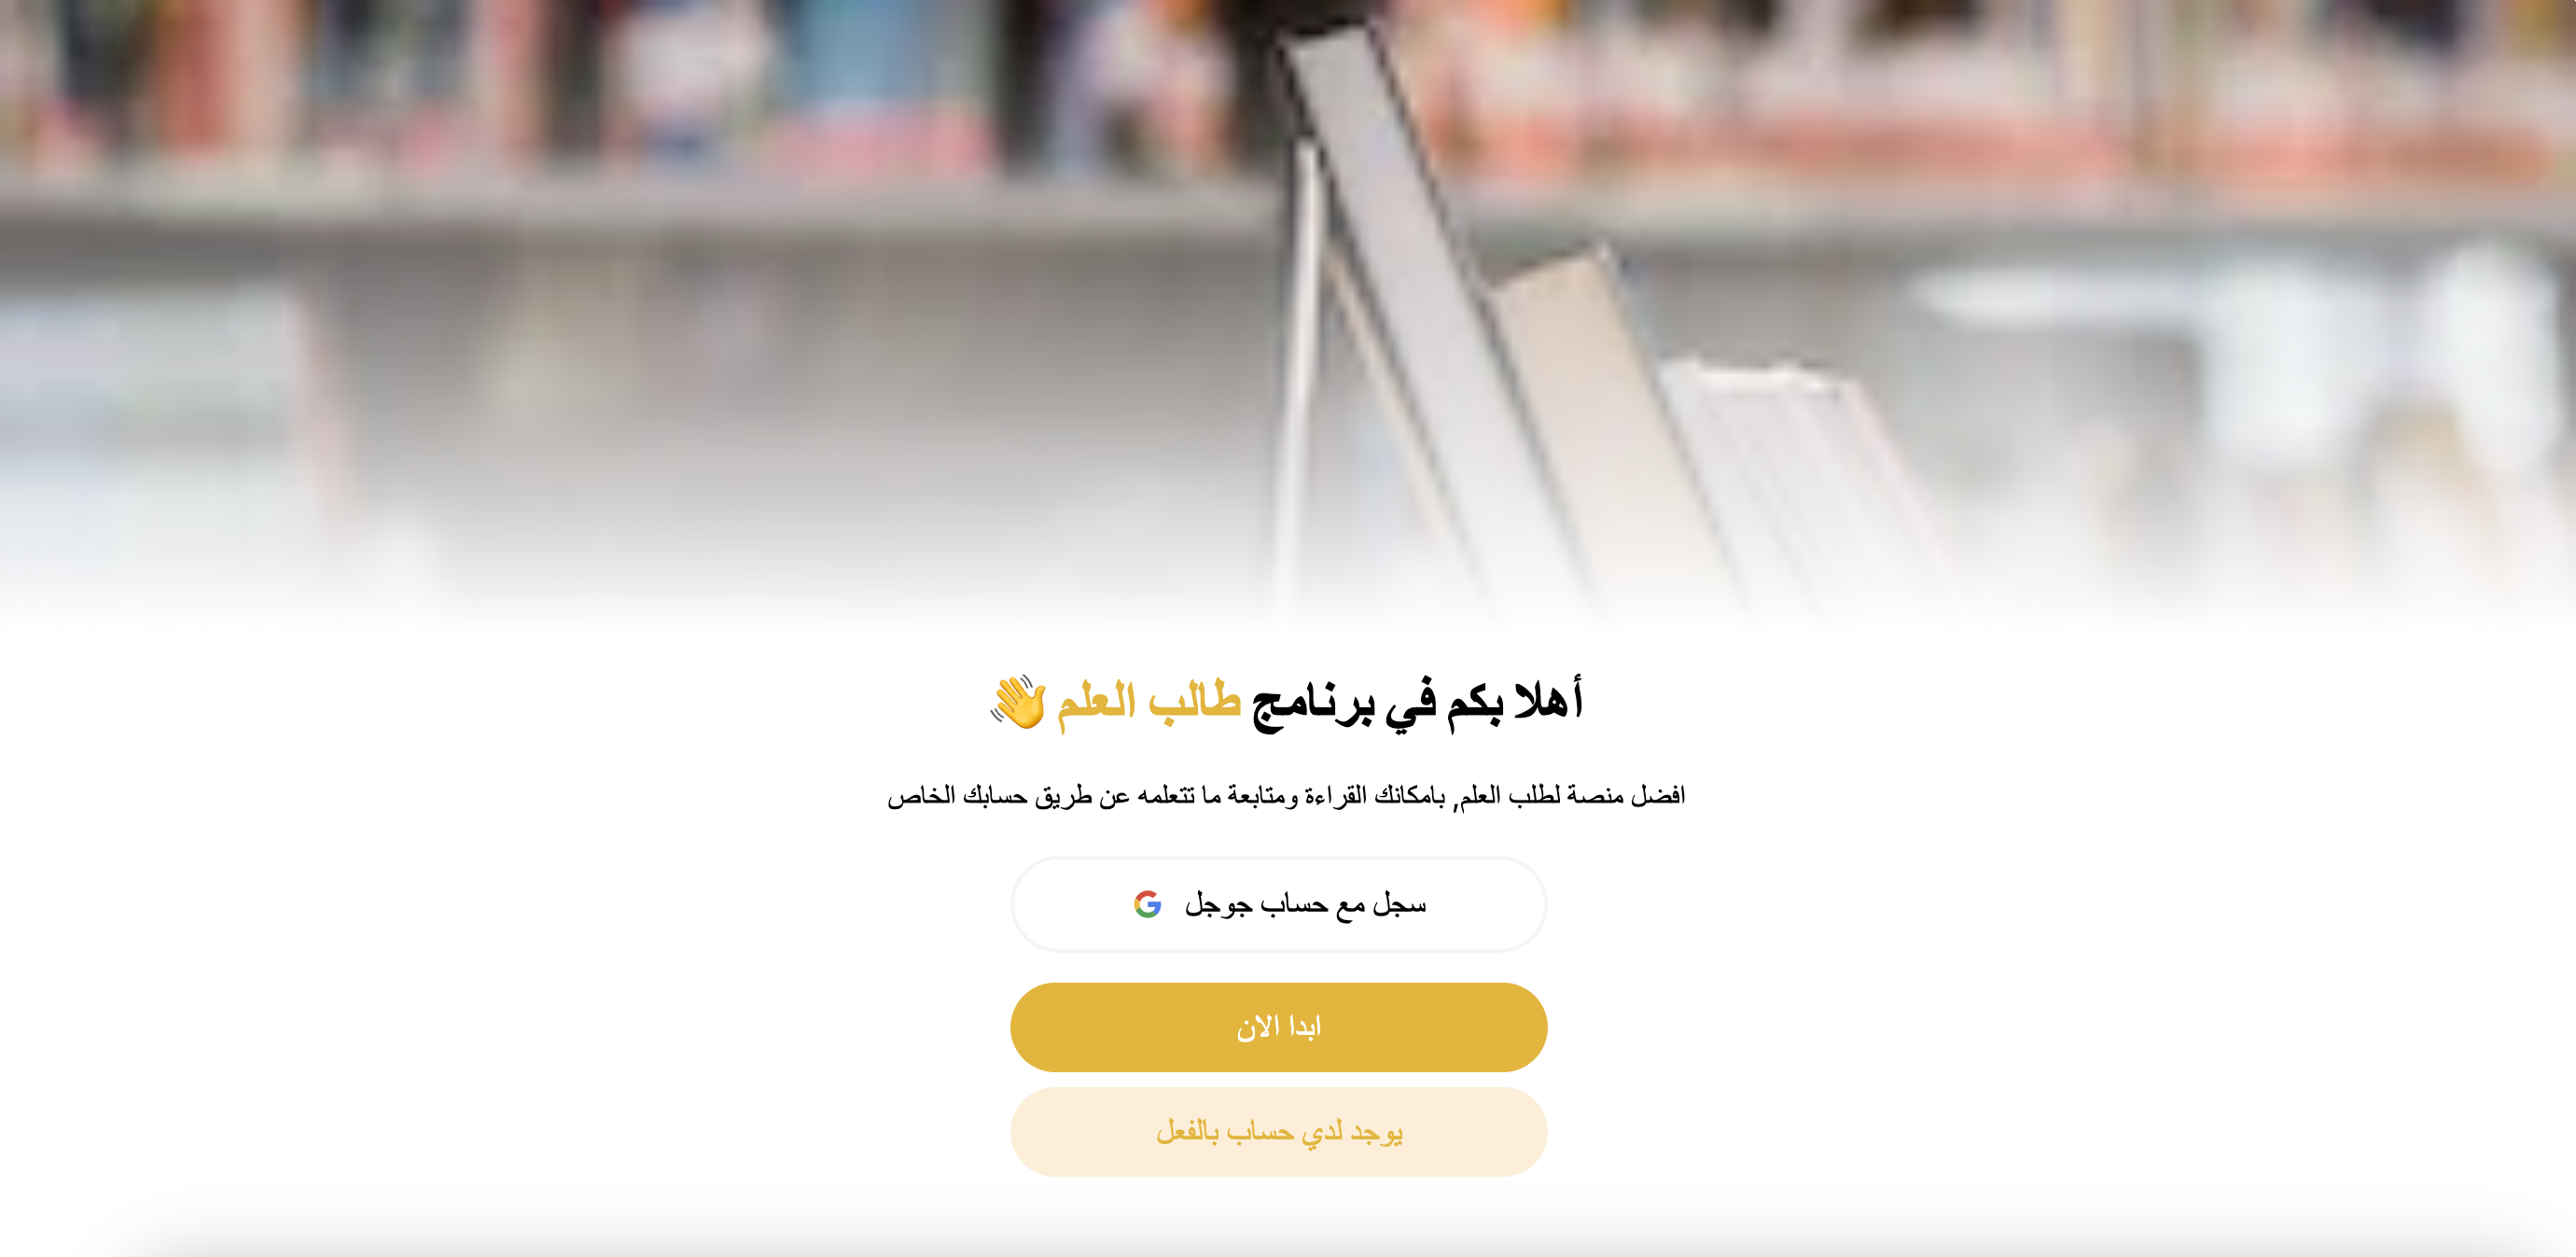 أهلا بكم في برنامج طالب العلم 👋
افضل منصة لطلب العلم, بامكانك القراءة ومتابعة ما تتعلمه عن طريق حسابك الخاص
سجل مع حساب جوجل
ابدا الان
يوجد لدي حساب بالفعل